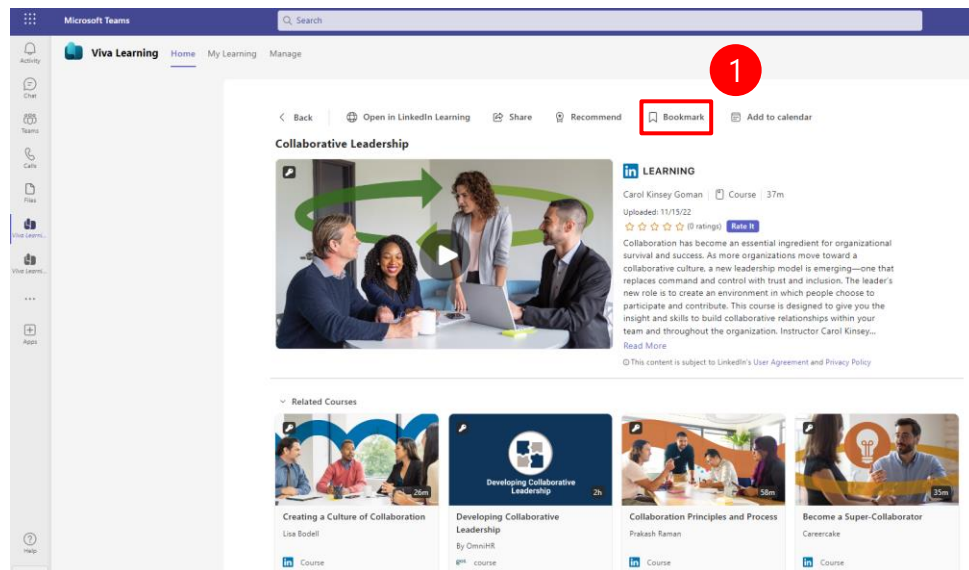 Microsoft Teams
Search
Activity
Chat
Teams
Calls
Files
Viva Learni...
Viva Learni...
Apps
Help
Viva Learning Home My Learning Manage
1
Back Open in LinkedIn Learning Share Recommend Bookmark Add to calendar
Collaborative Leadership
in LEARNING
Carol Kinsey Goman Course 37m
Uploaded: 11/15/22
(0 ratings) Rate It
Collaboration has become an essential ingredient for organizational
survival and success. As more organizations move toward a
collaborative culture, a new leadership model is emerging—one that
replaces command and control with trust and inclusion. The leader's
new role is to create an environment in which people choose to
participate and contribute. This course is designed to give you the
insight and skills to build collaborative relationships within your
team and throughout the organization. Instructor Carol Kinsey...
Read More
This content is subject to LinkedIn's User Agreement and Privacy Policy
Related Courses
26m
Creating a Culture of Collaboration
Lisa Bodell
in Course
Developing Collaborative
Leadership
2h
Developing Collaborative
Leadership
By OmniHR
course
58m
Collaboration Principles and Process
Prakash Raman
in Course
35m
Become a Super-Collaborator
Careercake
in Course